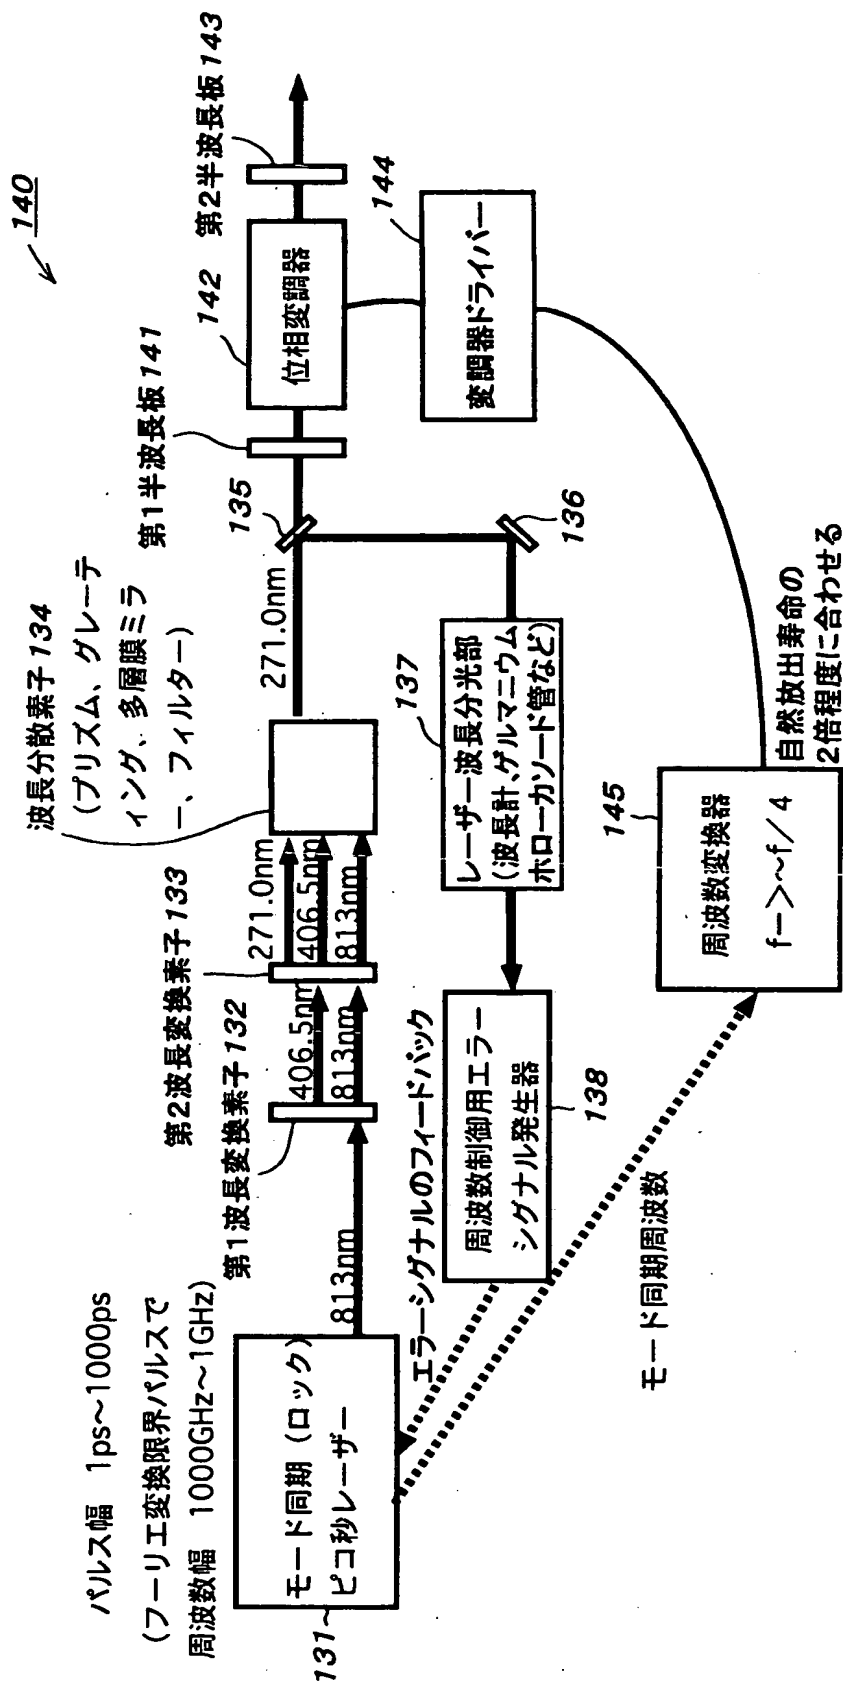 140
パルス幅 1ps～1000ps
(フーリエ変換限界パルスで
周波数幅 1000GHz～1GHz)
モード同期(ロック)
ピコ秒レーザー
131
813nm
第1波長変換素子132
406.5nm
813nm
第2波長変換素子133
271.0nm
406.5nm
813nm
波長分散素子134
(プリズム、グレーテ
ィング、多層膜ミラ
ー、フィルター)
271.0nm
135
第1半波長板141
位相変調器
142
第2半波長板143
136
レーザー波長分光部
(波長計、ゲルマニウム
ホローカソード管など)
137
周波数制御用エラー
シグナル発生器
138
エラーシグナルのフィードバック
変調器ドライバー
144
モード同期周波数
周波数変換器
f－>～f/4
145
自然放出寿命の
2倍程度に合わせる